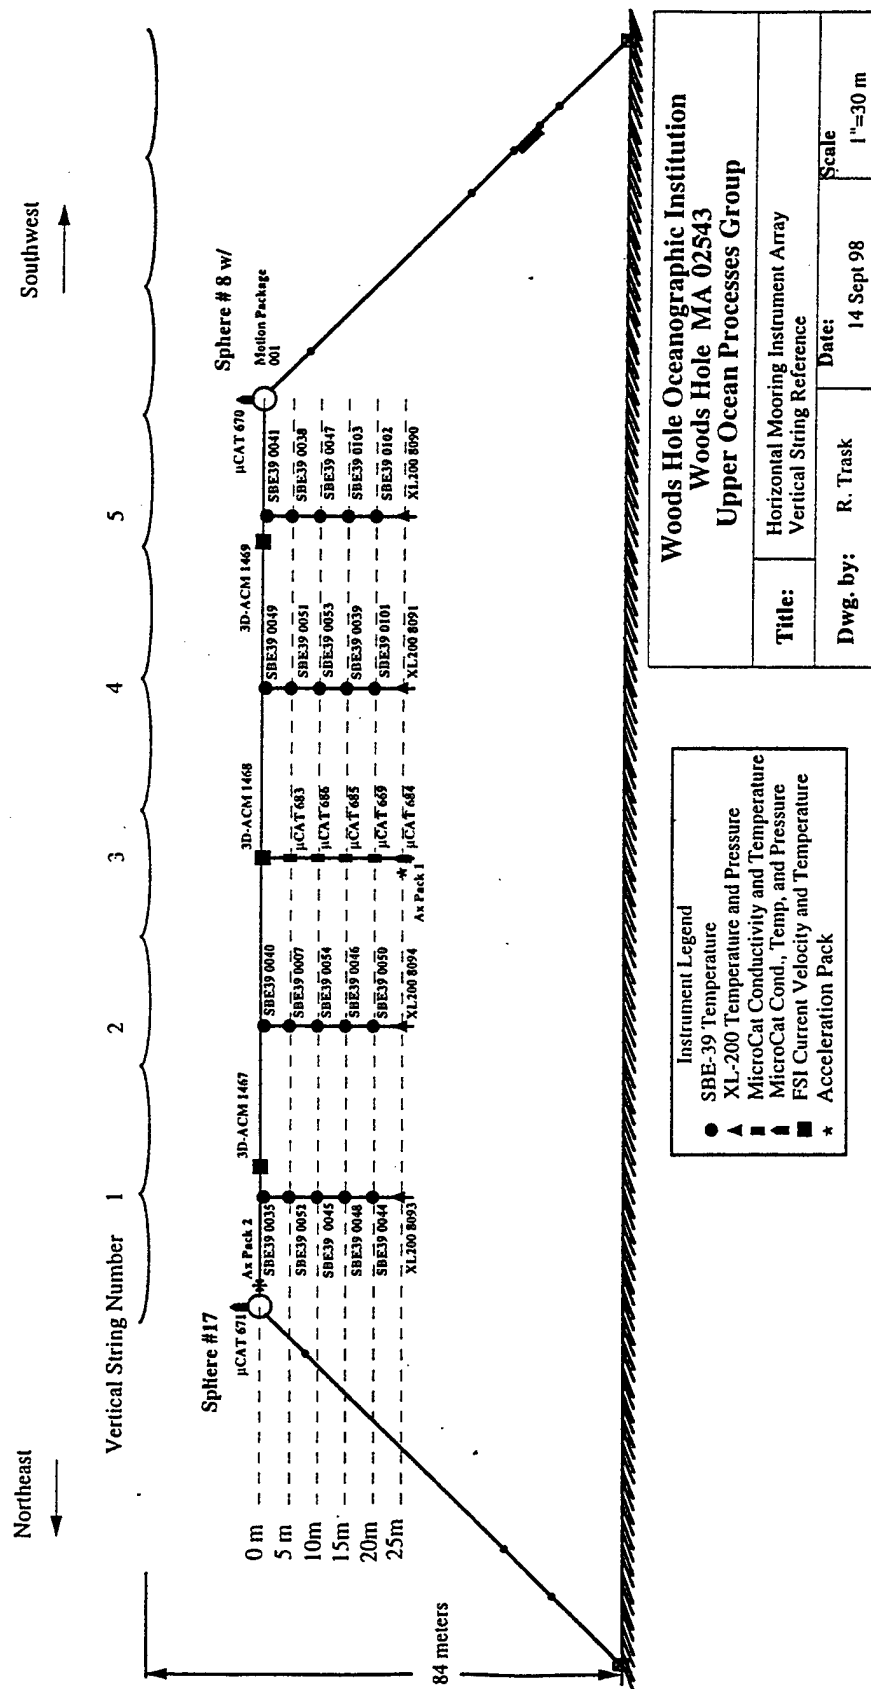 Northeast
Southwest
Vertical String Number
1
2
3
4
5
Sphere #17
µCAT 671
Ax Pack 2
3D-ACM 1467
3D-ACM 1468
3D-ACM 1469
µCAT 670
Sphere # 8 w/
Motion Package
001
0 m
5 m
10m
15m
20m
25m
SBE39 0035
SBE39 0052
SBE39 0045
SBE39 0048
SBE39 0044
XL200 8093
SBE39 0040
SBE39 0007
SBE39 0054
SBE39 0046
SBE39 0050
XL200 8094
µCAT 683
µCAT 686
µCAT 685
µCAT 669
µCAT 684
Ax Pack 1
SBE39 0049
SBE39 0051
SBE39 0053
SBE39 0039
SBE39 0101
XL200 8091
SBE39 0041
SBE39 0038
SBE39 0047
SBE39 0103
SBE39 0102
XL200 8090
84 meters
Instrument Legend
SBE-39 Temperature
XL-200 Temperature and Pressure
MicroCat Conductivity and Temperature
MicroCat Cond., Temp, and Pressure
FSI Current Velocity and Temperature
Acceleration Pack
Woods Hole Oceanographic Institution
Woods Hole MA 02543
Upper Ocean Processes Group
Title:
Horizontal Mooring Instrument Array
Vertical String Reference
Dwg. by:
R. Trask
Date:
14 Sept 98
Scale
1"=30 m